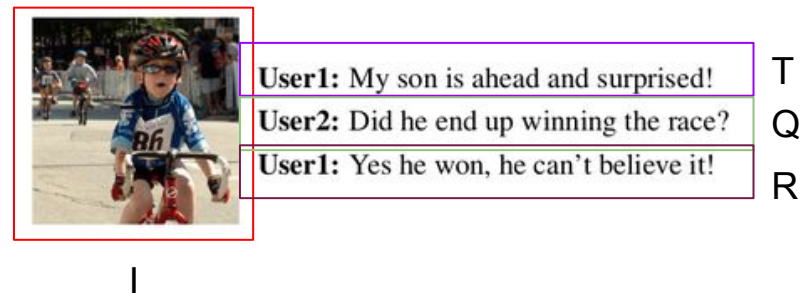 User1: My son is ahead and surprised! T
User2: Did he end up winning the race? Q
User1: Yes he won, he can't believe it! R
86
I